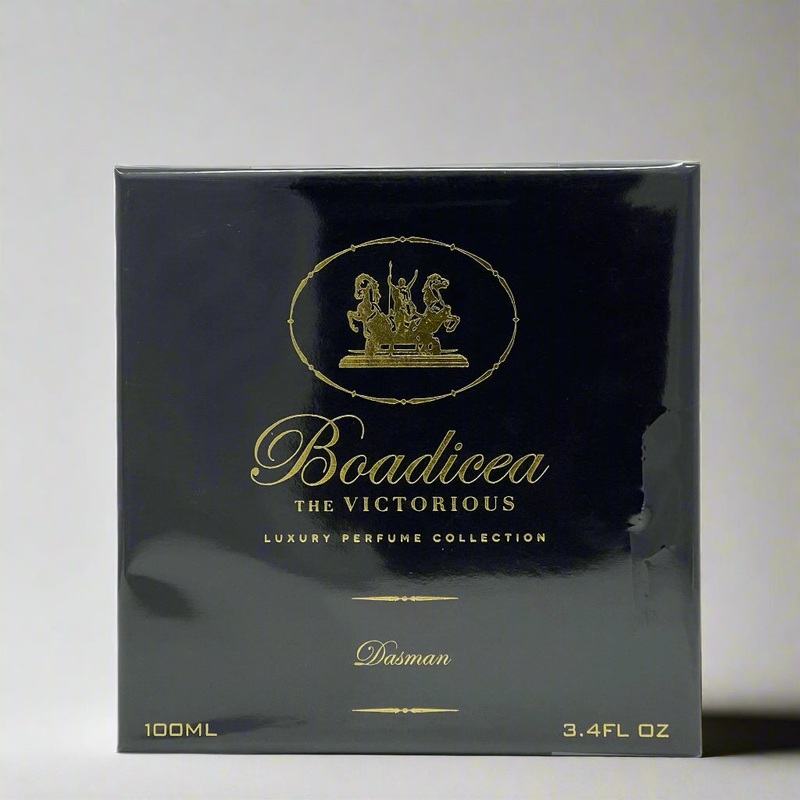 Boadicea
THE VICTORIOUS
LUXURY PERFUME COLLECTION
Dasman
100ML
3.4FL OZ